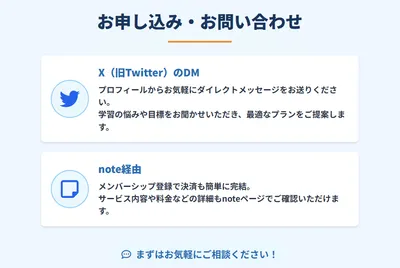 お申し込み・お問い合わせ
X（旧Twitter）のDM
プロフィールからお気軽にダイレクトメッセージをお送りくださ
い。
学習の悩みや目標をお聞かせいただき、最適なプランをご提案しま
す。
note経由
メンバーシップ登録で決済も簡単に完結。
サービス内容や料金などの詳細もnoteページでご確認いただけま
す。
まずはお気軽にご相談ください！